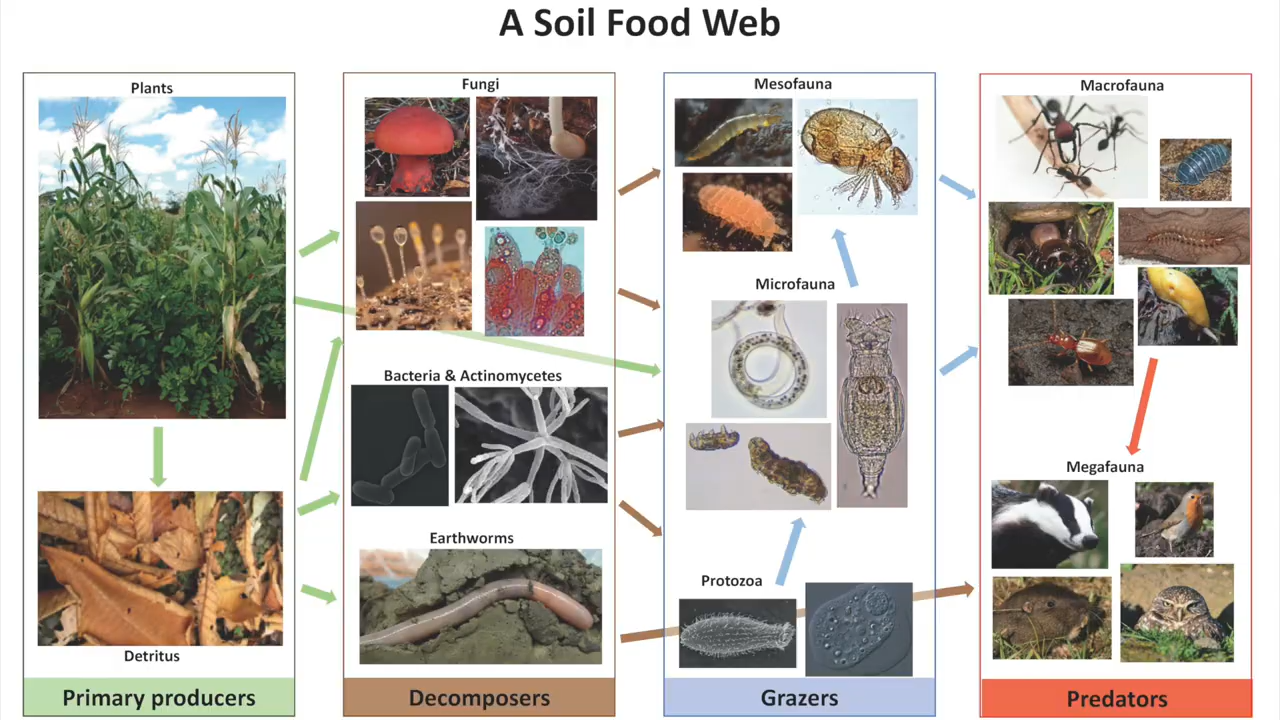 A Soil Food Web
Plants
Detritus
Primary producers
Fungi
Bacteria & Actinomycetes
Earthworms
Decomposers
Mesofauna
Microfauna
Protozoa
Grazers
Macrofauna
Megafauna
Predators